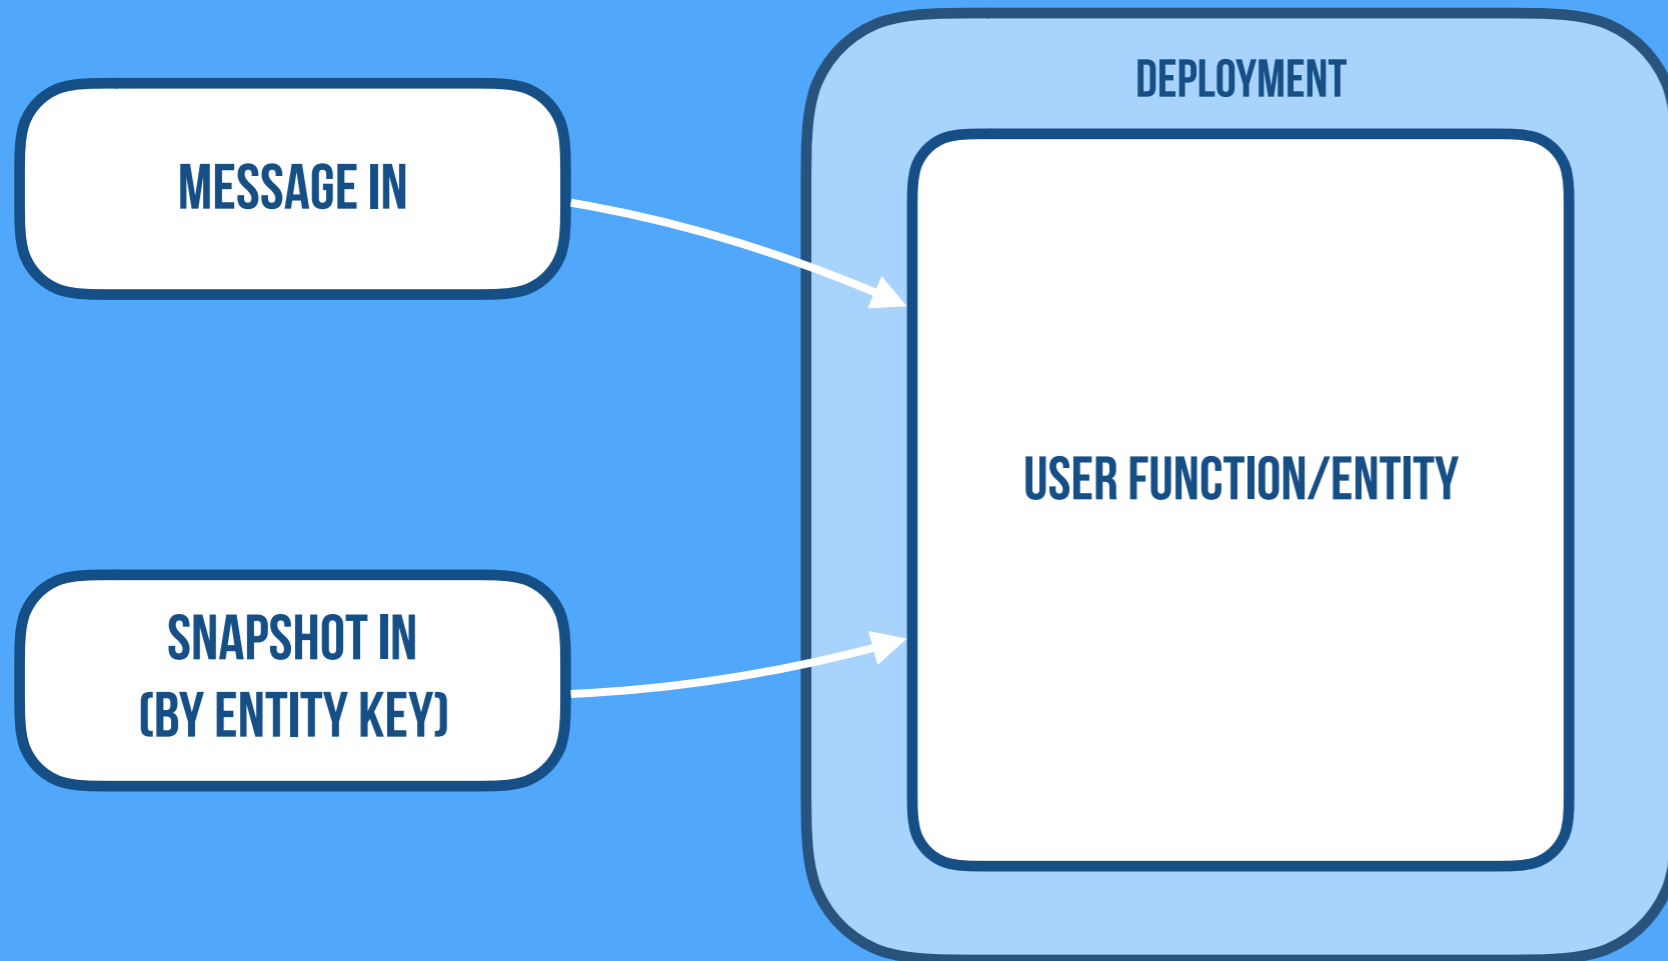 DEPLOYMENT
MESSAGE IN
USER FUNCTION/ENTITY
SNAPSHOT IN
(BY ENTITY KEY)